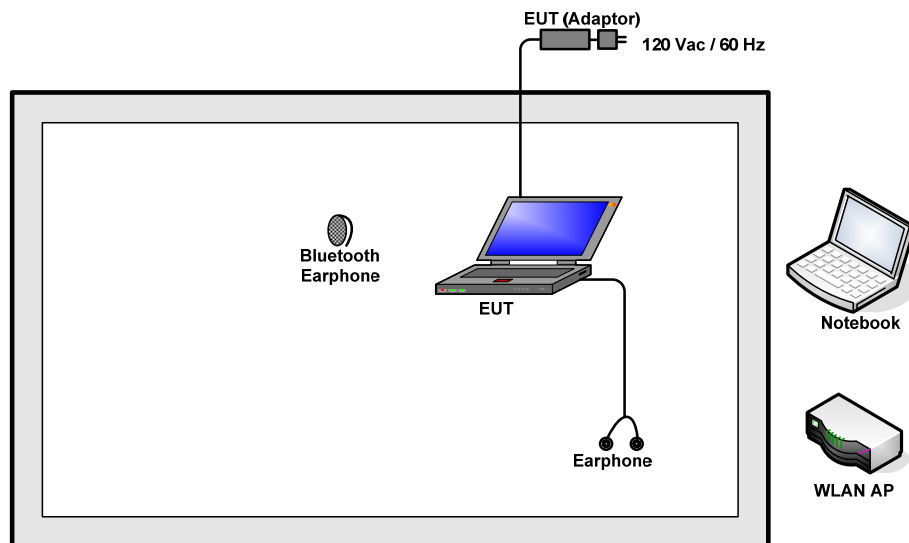 EUT (Adaptor)
120 Vac / 60 Hz
Bluetooth
Earphone
EUT
Notebook
Earphone
WLAN AP